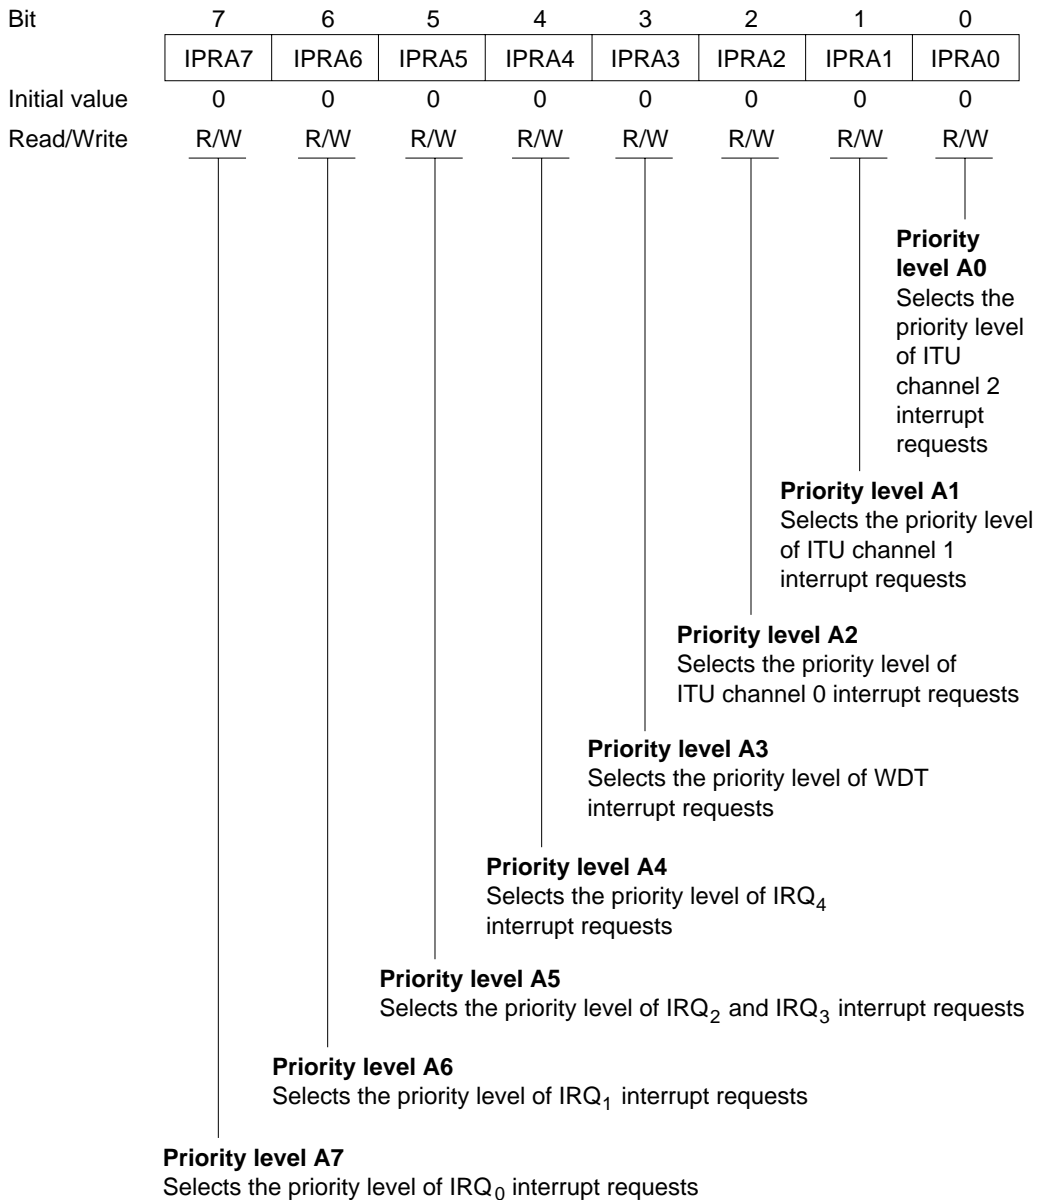 Bit 7 6 5 4 3 2 1 0
IPRA7 IPRA6 IPRA5 IPRA4 IPRA3 IPRA2 IPRA1 IPRA0
Initial value 0 0 0 0 0 0 0 0
Read/Write R/W R/W R/W R/W R/W R/W R/W R/W
Priority
level A0
Selects the
priority level
of ITU
channel 2
interrupt
requests
Priority level A1
Selects the priority level
of ITU channel 1
interrupt requests
Priority level A2
Selects the priority level of
ITU channel 0 interrupt requests
Priority level A3
Selects the priority level of WDT
interrupt requests
Priority level A4
Selects the priority level of IRQ₄
interrupt requests
Priority level A5
Selects the priority level of IRQ₂ and IRQ₃ interrupt requests
Priority level A6
Selects the priority level of IRQ₁ interrupt requests
Priority level A7
Selects the priority level of IRQ₀ interrupt requests